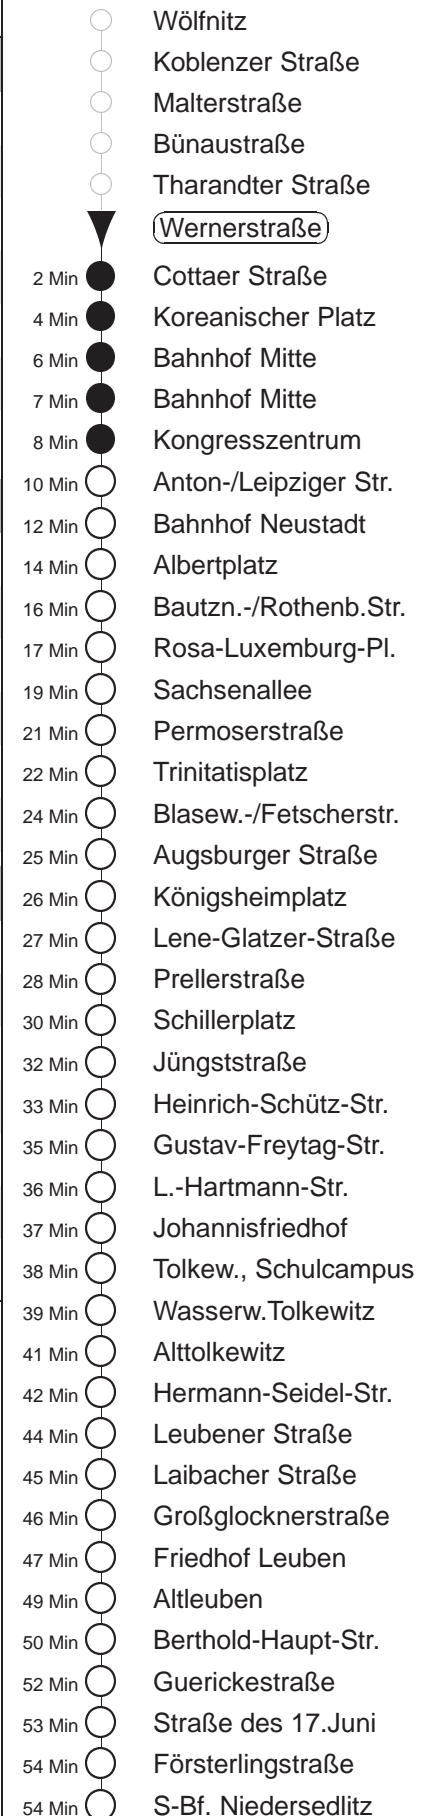 Wölfnitz
Koblenzer Straße
Malterstraße
Bünaustraße
Tharandter Straße
Wernerstraße
2 Min Cottaer Straße
4 Min Koreanischer Platz
6 Min Bahnhof Mitte
7 Min Bahnhof Mitte
8 Min Kongresszentrum
10 Min Anton-/Leipziger Str.
12 Min Bahnhof Neustadt
14 Min Albertplatz
16 Min Bautzn.-/Rothenb.Str.
17 Min Rosa-Luxemburg-Pl.
19 Min Sachsenallee
21 Min Permoserstraße
22 Min Trinitatisplatz
24 Min Blasew.-/Fetscherstr.
25 Min Augsburger Straße
26 Min Königsheimplatz
27 Min Lene-Glatzer-Straße
28 Min Prellerstraße
30 Min Schillerplatz
32 Min Jüngststraße
33 Min Heinrich-Schütz-Str.
35 Min Gustav-Freytag-Str.
36 Min L.-Hartmann-Str.
37 Min Johannisfriedhof
38 Min Tolkew., Schulcampus
39 Min Wasserw.Tolkewitz
41 Min Alttolkewitz
42 Min Hermann-Seidel-Str.
44 Min Leubener Straße
45 Min Laibacher Straße
46 Min Großglocknerstraße
47 Min Friedhof Leuben
49 Min Altleuben
50 Min Berthold-Haupt-Str.
52 Min Guerickestraße
53 Min Straße des 17.Juni
54 Min Försterlingstraße
54 Min S-Bf. Niedersedlitz